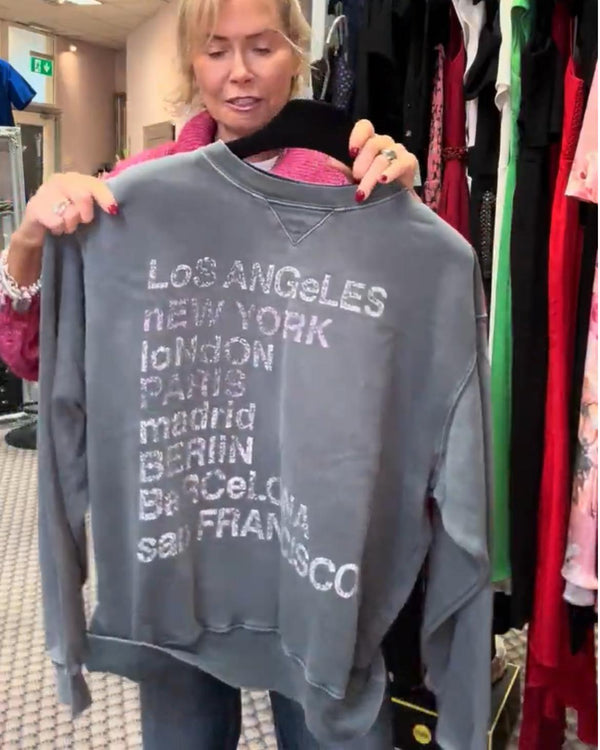 LoS ANGeLES
nEW YORK
loNdON
PARIS
madrid
BERlIN
BaRCeLONA
san FRANCISCO